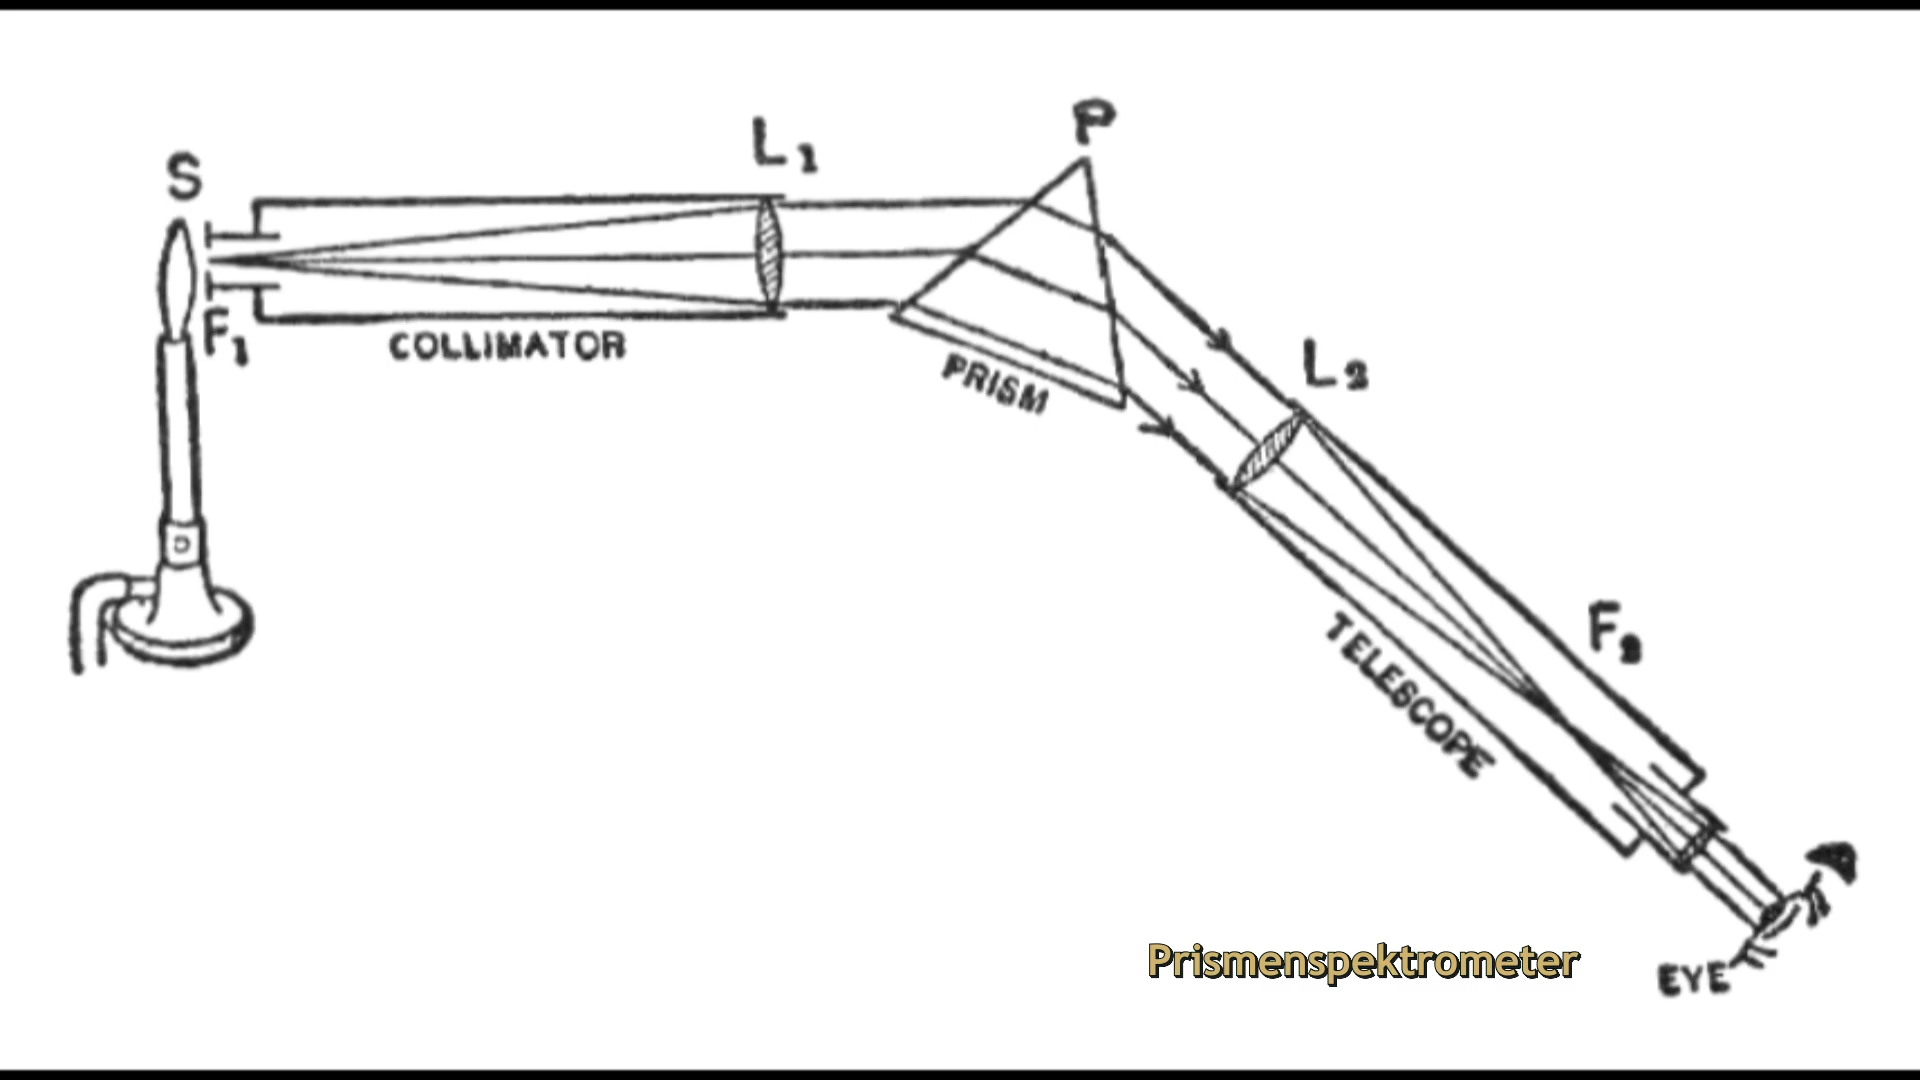 S
F1
COLLIMATOR
L1
P
PRISM
L2
TELESCOPE
F2
EYE
Prismenspektrometer